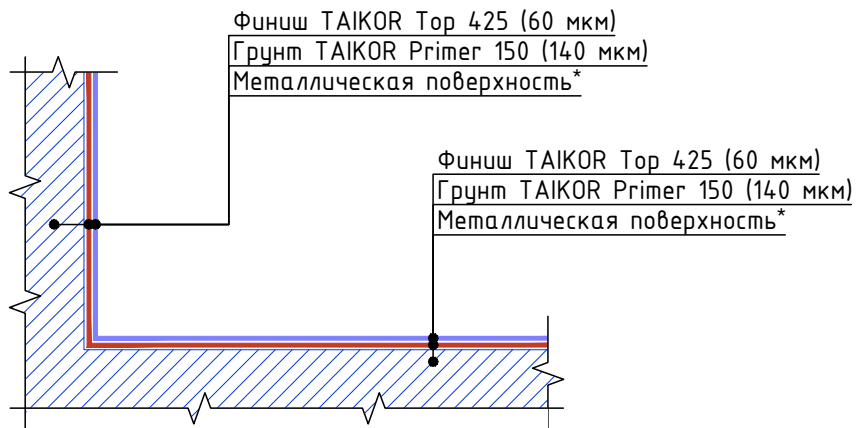 Финиш TAIKOR Top 425 (60 мкм)
Грунт TAIKOR Primer 150 (140 мкм)
Металлическая поверхность*
Финиш TAIKOR Top 425 (60 мкм)
Грунт TAIKOR Primer 150 (140 мкм)
Металлическая поверхность*